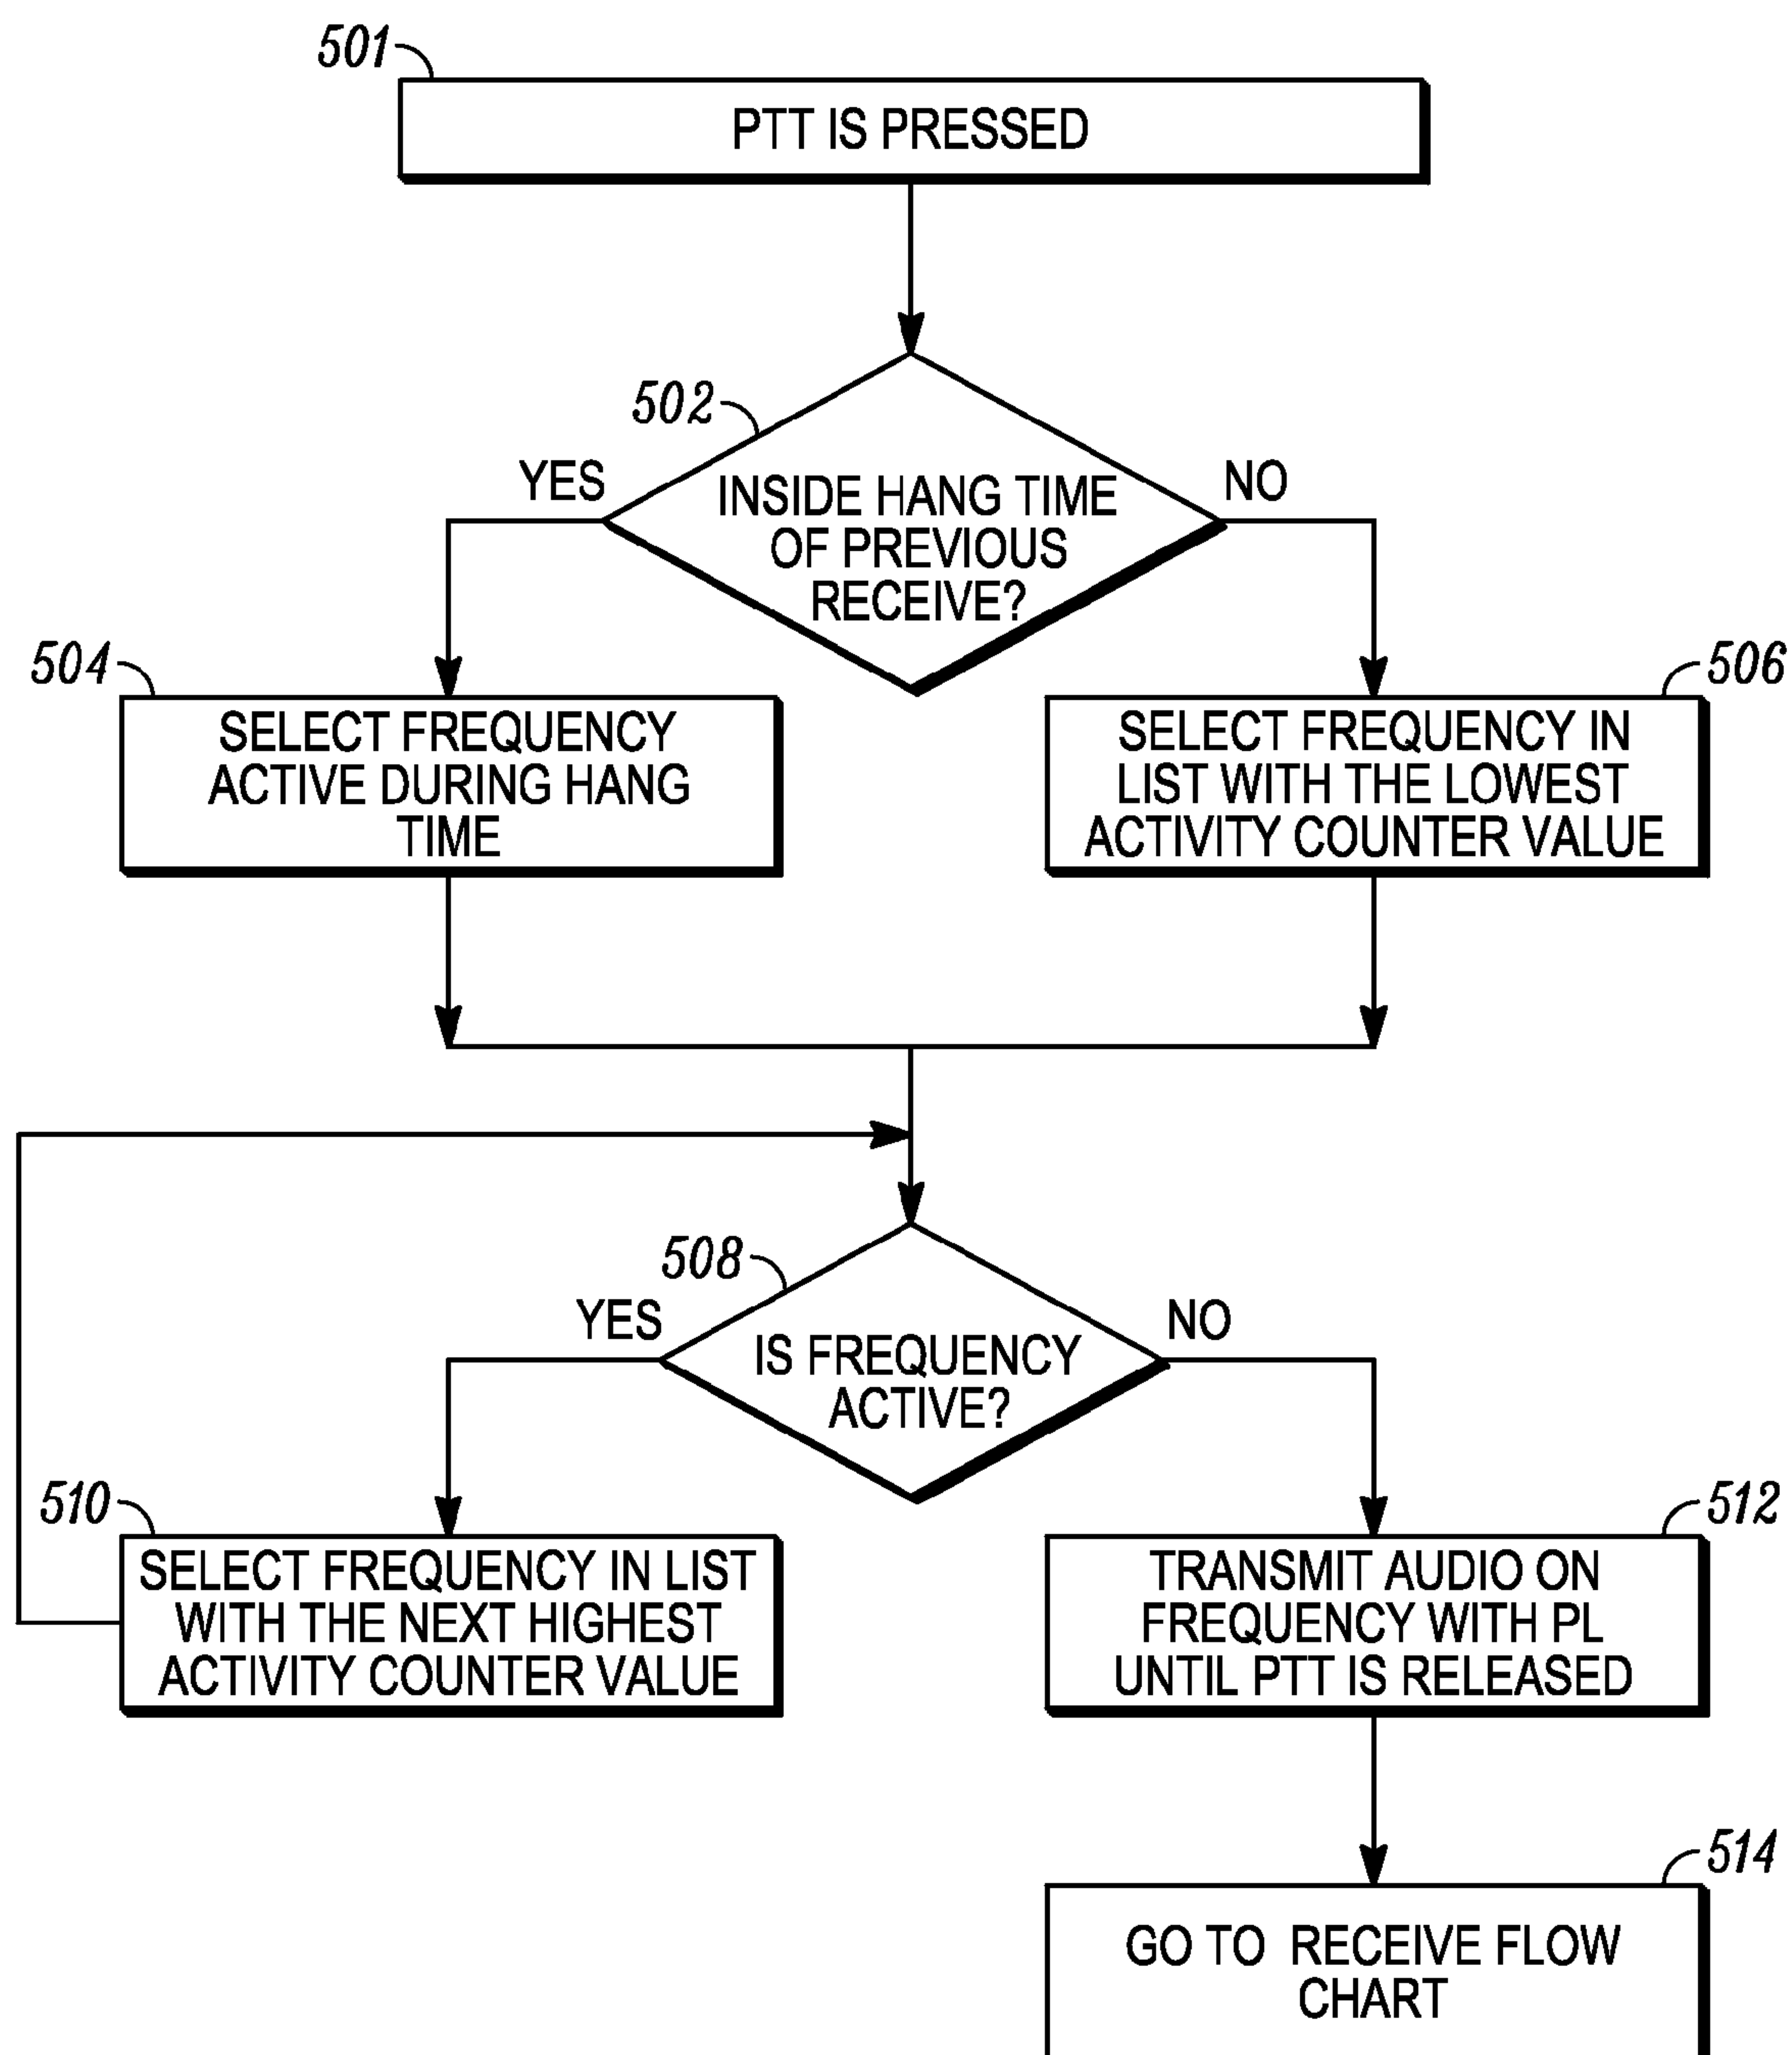 501
PTT IS PRESSED
502
YES
NO
INSIDE HANG TIME
OF PREVIOUS
RECEIVE?
504
SELECT FREQUENCY
ACTIVE DURING HANG
TIME
506
SELECT FREQUENCY IN
LIST WITH THE LOWEST
ACTIVITY COUNTER VALUE
508
YES
NO
IS FREQUENCY
ACTIVE?
510
SELECT FREQUENCY IN LIST
WITH THE NEXT HIGHEST
ACTIVITY COUNTER VALUE
512
TRANSMIT AUDIO ON
FREQUENCY WITH PL
UNTIL PTT IS RELEASED
514
GO TO RECEIVE FLOW
CHART